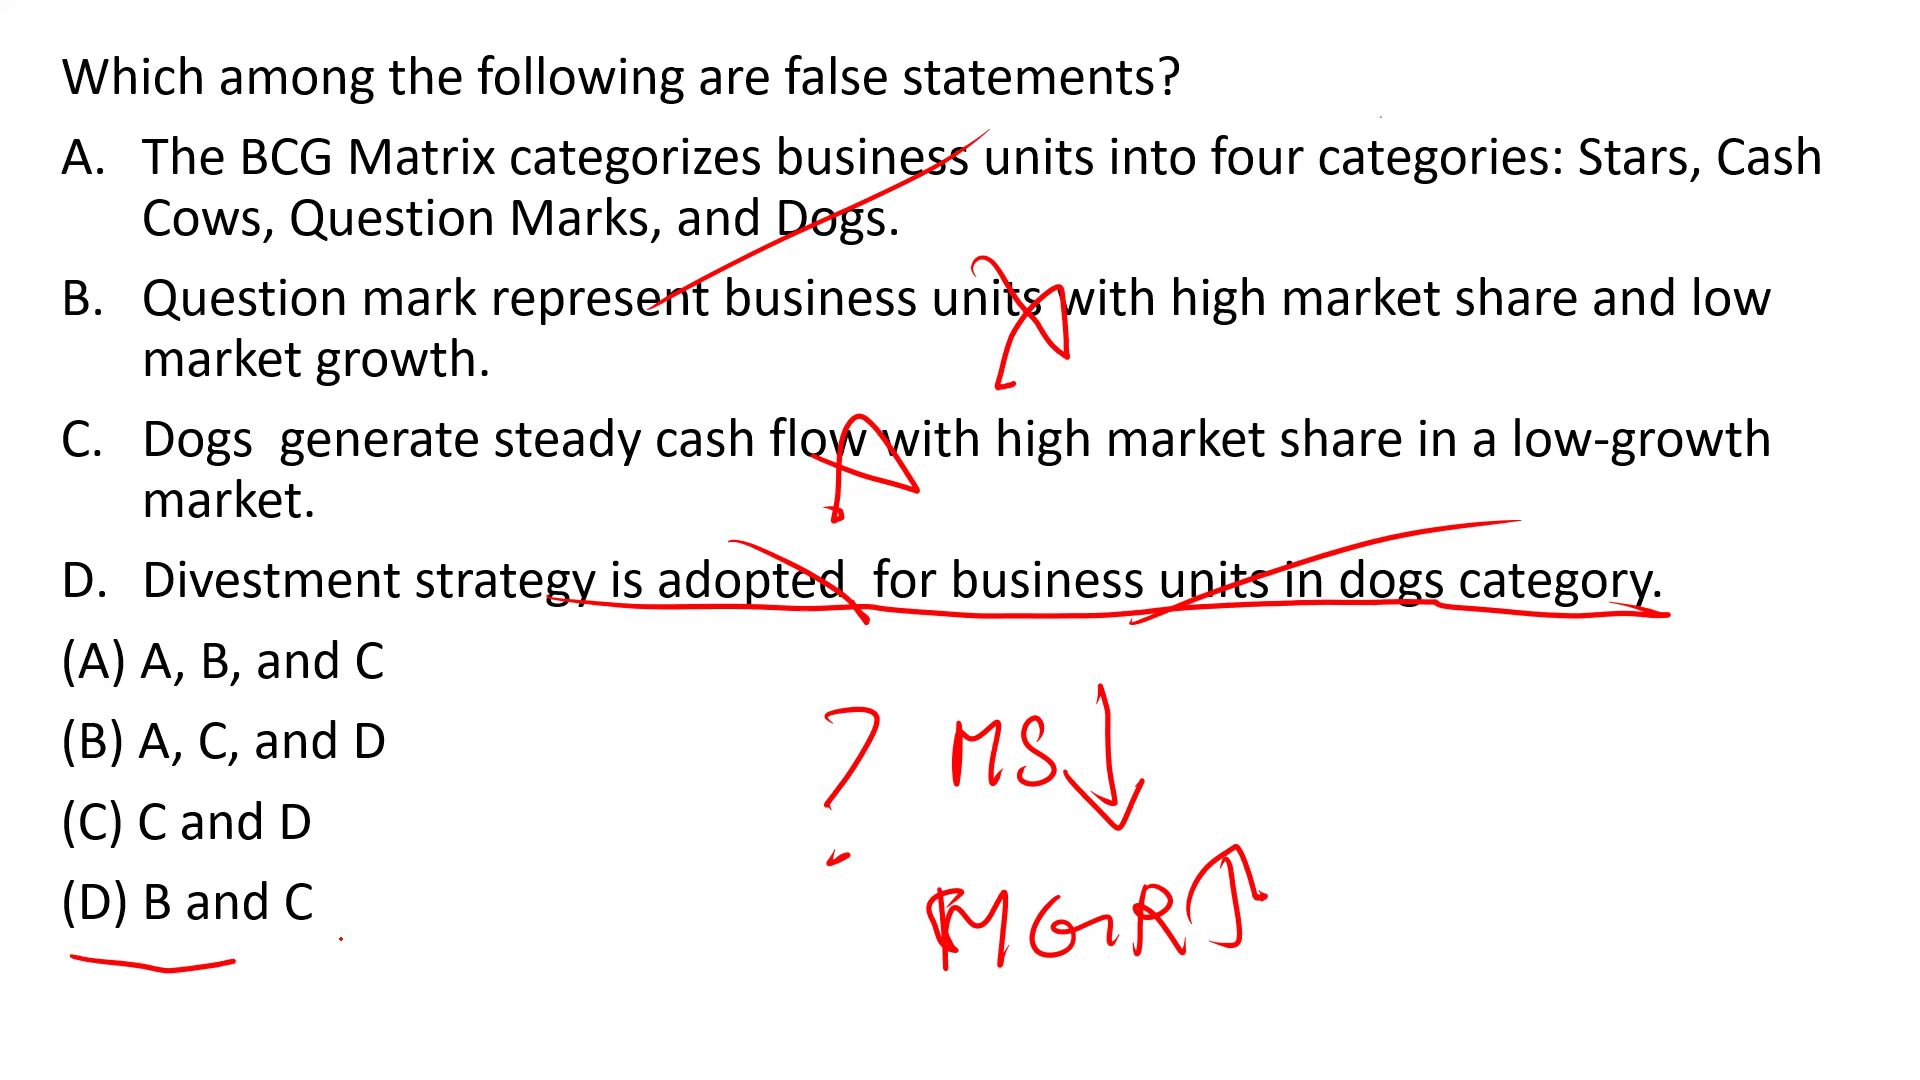 Which among the following are false statements?
A. The BCG Matrix categorizes business units into four categories: Stars, Cash
Cows, Question Marks, and Dogs.
B. Question mark represent business units with high market share and low
market growth.
C. Dogs generate steady cash flow with high market share in a low-growth
market.
D. Divestment strategy is adopted for business units in dogs category.
(A) A, B, and C
(B) A, C, and D
(C) C and D
(D) B and C
? MS ↓
MGR ↑